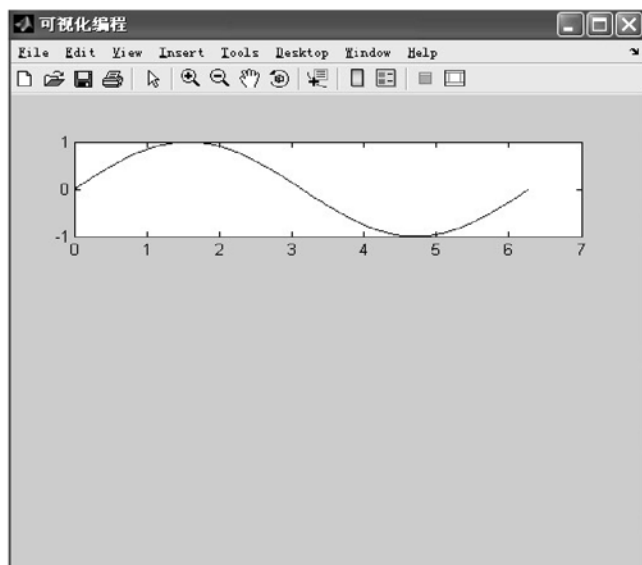 可视化编程
File Edit View Insert Tools Desktop Window Help
1
0
-1
0 1 2 3 4 5 6 7